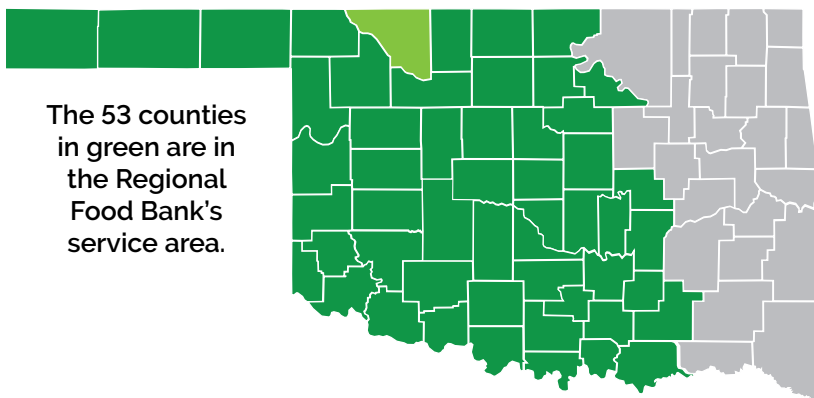 The 53 counties
in green are in
the Regional
Food Bank's
service area.